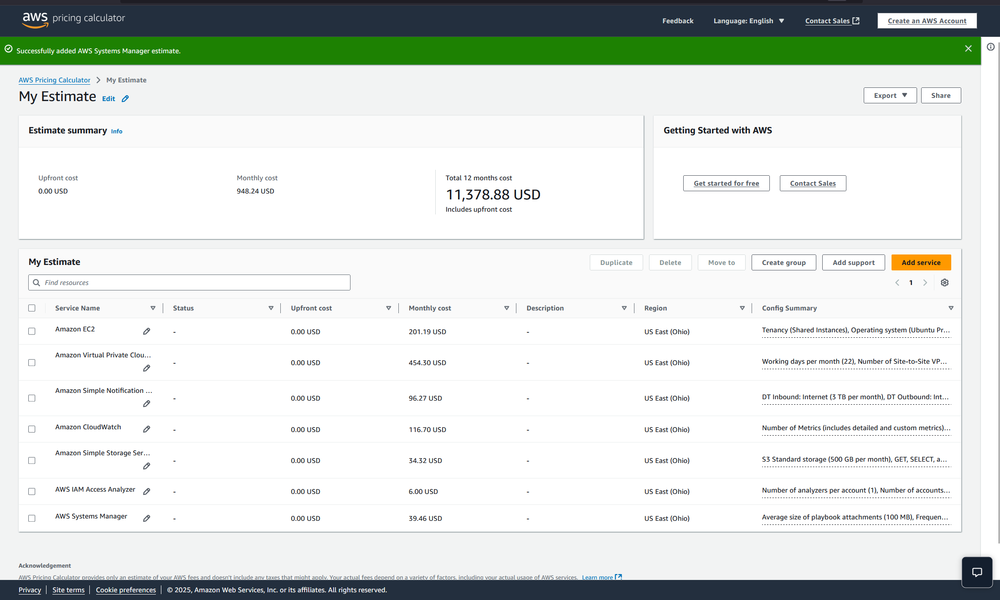 aws pricing calculator
Feedback
Language: English
Contact Sales
Create an AWS Account
Successfully added AWS Systems Manager estimate.
AWS Pricing Calculator > My Estimate
My Estimate Edit
Export
Share
Estimate summary Info
Getting Started with AWS
Upfront cost
0.00 USD
Monthly cost
948.24 USD
Total 12 months cost
11,378.88 USD
Includes upfront cost
Get started for free
Contact Sales
My Estimate
Duplicate
Delete
Move to
Create group
Add support
Add service
Find resources
1
Service Name Status Upfront cost Monthly cost Description Region Config Summary
Amazon EC2 - 0.00 USD 201.19 USD - US East (Ohio) Tenancy (Shared Instances), Operating system (Ubuntu Pr...
Amazon Virtual Private Clou... - 0.00 USD 454.30 USD - US East (Ohio) Working days per month (22), Number of Site-to-Site VP...
Amazon Simple Notification ... - 0.00 USD 96.27 USD - US East (Ohio) DT Inbound: Internet (3 TB per month), DT Outbound: Int...
Amazon CloudWatch - 0.00 USD 116.70 USD - US East (Ohio) Number of Metrics (includes detailed and custom metrics)...
Amazon Simple Storage Ser... - 0.00 USD 34.32 USD - US East (Ohio) S3 Standard storage (500 GB per month), GET, SELECT, a...
AWS IAM Access Analyzer - 0.00 USD 6.00 USD - US East (Ohio) Number of analyzers per account (1), Number of accounts...
AWS Systems Manager - 0.00 USD 39.46 USD - US East (Ohio) Average size of playbook attachments (100 MB), Frequen...
Acknowledgement
AWS Pricing Calculator provides only an estimate of your AWS fees and doesn't include any taxes that might apply. Your actual fees depend on a variety of factors, including your actual usage of AWS services. Learn more
Privacy | Site terms | Cookie preferences | © 2025, Amazon Web Services, Inc. or its affiliates. All rights reserved.